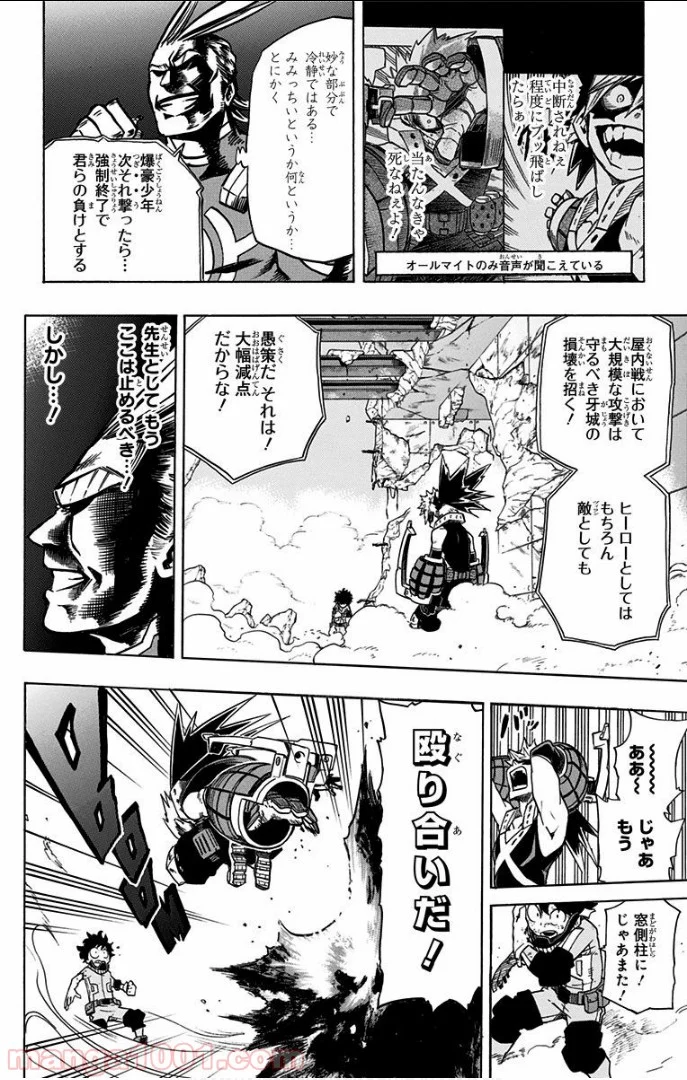 中断されねぇ
程度にブッ飛ばし
たらぁ！
当たんなきゃ
死なねぇよ！
オールマイトのみ音声が聞こえている
妙な部分で
冷静ではある…
みみっちいというか何というか…
とにかく
爆豪少年
次それ撃ったら…
強制終了で
君らの負けとする
屋内戦において
大規模な攻撃は
守るべき牙城の
損壊を招く！
ヒーローとしては
もちろん
敵としても
愚策だ それは！
大幅減点
だからな！
先生として もう
ここは止めるべき…！
しかし…！
～～～～
ああ～
じゃあ
もう
窓側柱に！
じゃあまた！
殴り合いだ！
BOOOM
manga1001.com